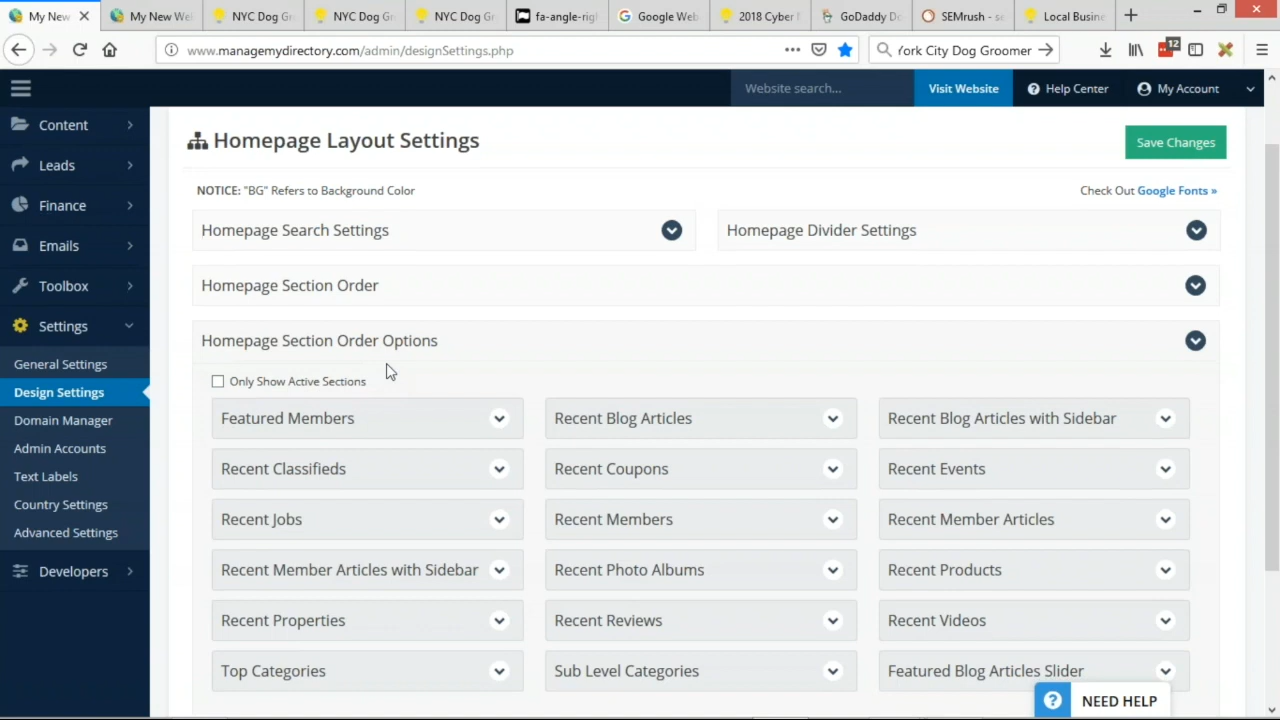 My New
My New We
NYC Dog Gr
NYC Dog Gr
NYC Dog Gr
fa-angle-rig
Google Web
2018 Cyber
GoDaddy Do
SEMrush - se
Local Busine
www.managemydirectory.com/admin/designSettings.php
York City Dog Groomer
12
Website search...
Visit Website
Help Center
My Account
Content
Leads
Finance
Emails
Toolbox
Settings
General Settings
Design Settings
Domain Manager
Admin Accounts
Text Labels
Country Settings
Advanced Settings
Developers
Homepage Layout Settings
Save Changes
NOTICE: "BG" Refers to Background Color
Check Out Google Fonts »
Homepage Search Settings
Homepage Divider Settings
Homepage Section Order
Homepage Section Order Options
Only Show Active Sections
Featured Members
Recent Blog Articles
Recent Blog Articles with Sidebar
Recent Classifieds
Recent Coupons
Recent Events
Recent Jobs
Recent Members
Recent Member Articles
Recent Member Articles with Sidebar
Recent Photo Albums
Recent Products
Recent Properties
Recent Reviews
Recent Videos
Top Categories
Sub Level Categories
Featured Blog Articles Slider
NEED HELP